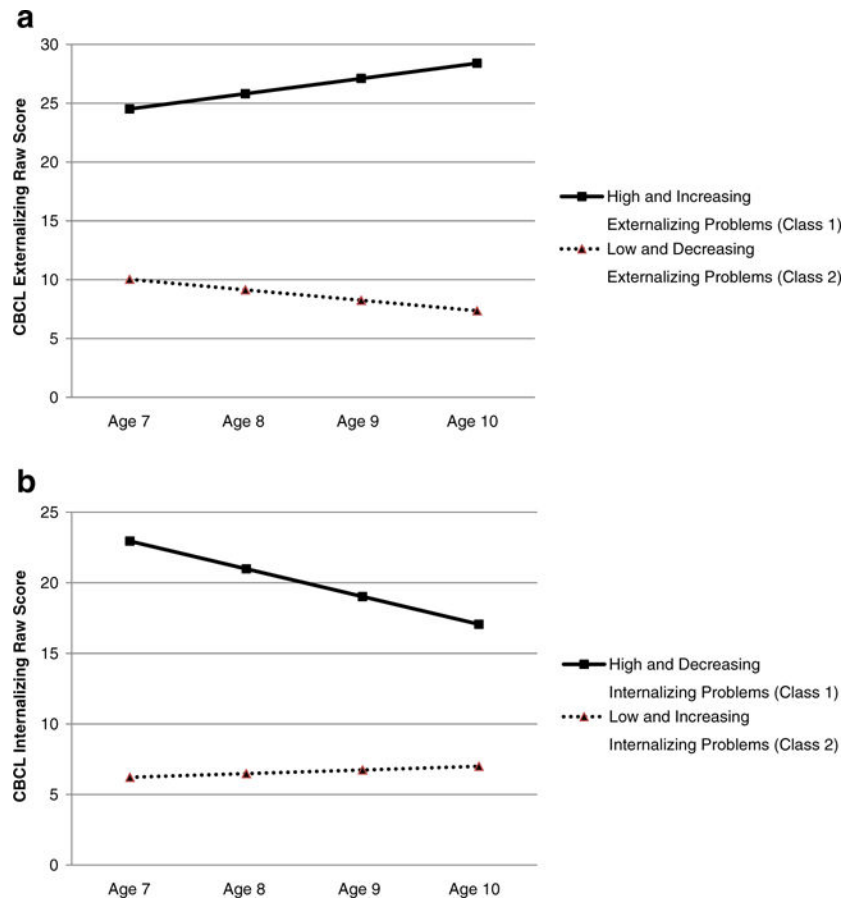 a
30
25
20
15
10
5
0
CBCL Externalizing Raw Score
Age 7 Age 8 Age 9 Age 10
High and Increasing
Externalizing Problems (Class 1)
Low and Decreasing
Externalizing Problems (Class 2)
b
25
20
15
10
5
0
CBCL Internalizing Raw Score
Age 7 Age 8 Age 9 Age 10
High and Decreasing
Internalizing Problems (Class 1)
Low and Increasing
Internalizing Problems (Class 2)